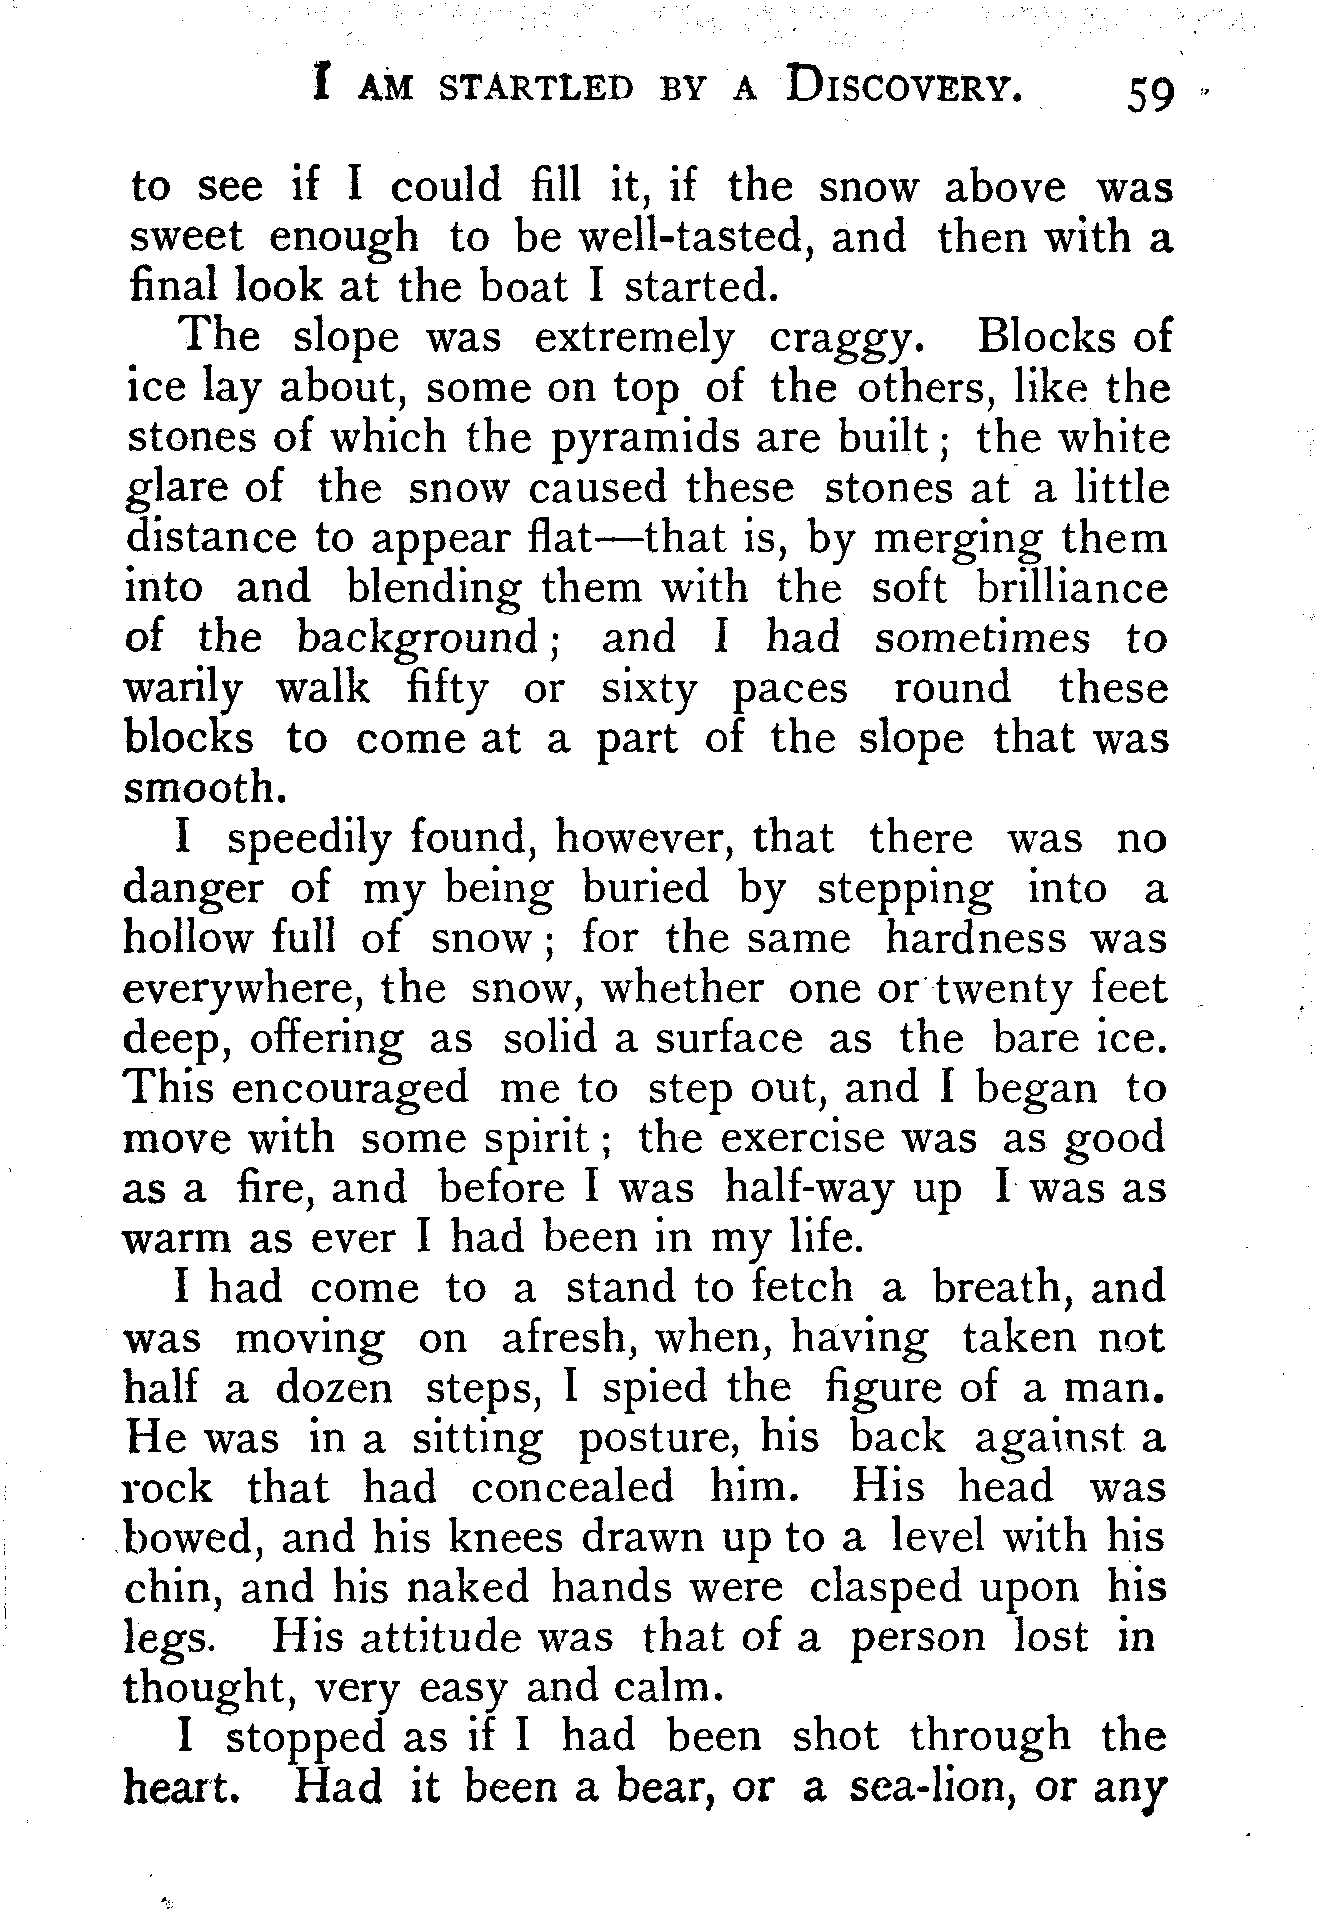 I AM STARTLED BY A DISCOVERY. 59
to see if I could fill it, if the snow above was
sweet enough to be well-tasted, and then with a
final look at the boat I started.
The slope was extremely craggy. Blocks of
ice lay about, some on top of the others, like the
stones of which the pyramids are built; the white
glare of the snow caused these stones at a little
distance to appear flat—that is, by merging them
into and blending them with the soft brilliance
of the background; and I had sometimes to
warily walk fifty or sixty paces round these
blocks to come at a part of the slope that was
smooth.
I speedily found, however, that there was no
danger of my being buried by stepping into a
hollow full of snow; for the same hardness was
everywhere, the snow, whether one or twenty feet
deep, offering as solid a surface as the bare ice.
This encouraged me to step out, and I began to
move with some spirit; the exercise was as good
as a fire, and before I was half-way up I was as
warm as ever I had been in my life.
I had come to a stand to fetch a breath, and
was moving on afresh, when, having taken not
half a dozen steps, I spied the figure of a man.
He was in a sitting posture, his back against a
rock that had concealed him. His head was
bowed, and his knees drawn up to a level with his
chin, and his naked hands were clasped upon his
legs. His attitude was that of a person lost in
thought, very easy and calm.
I stopped as if I had been shot through the
heart. Had it been a bear, or a sea-lion, or any